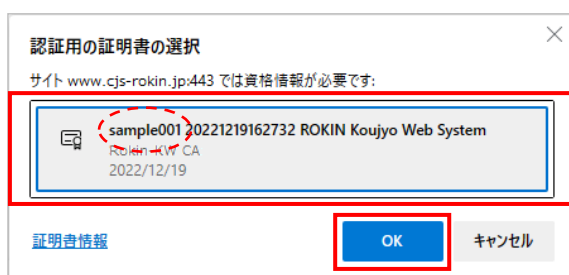 認証用の証明書の選択
サイト www.cjs-rokin.jp:443 では資格情報が必要です:
sample001 20221219162732 ROKIN Koujyo Web System
Rokin-KW CA
2022/12/19
証明書情報
OK
キャンセル